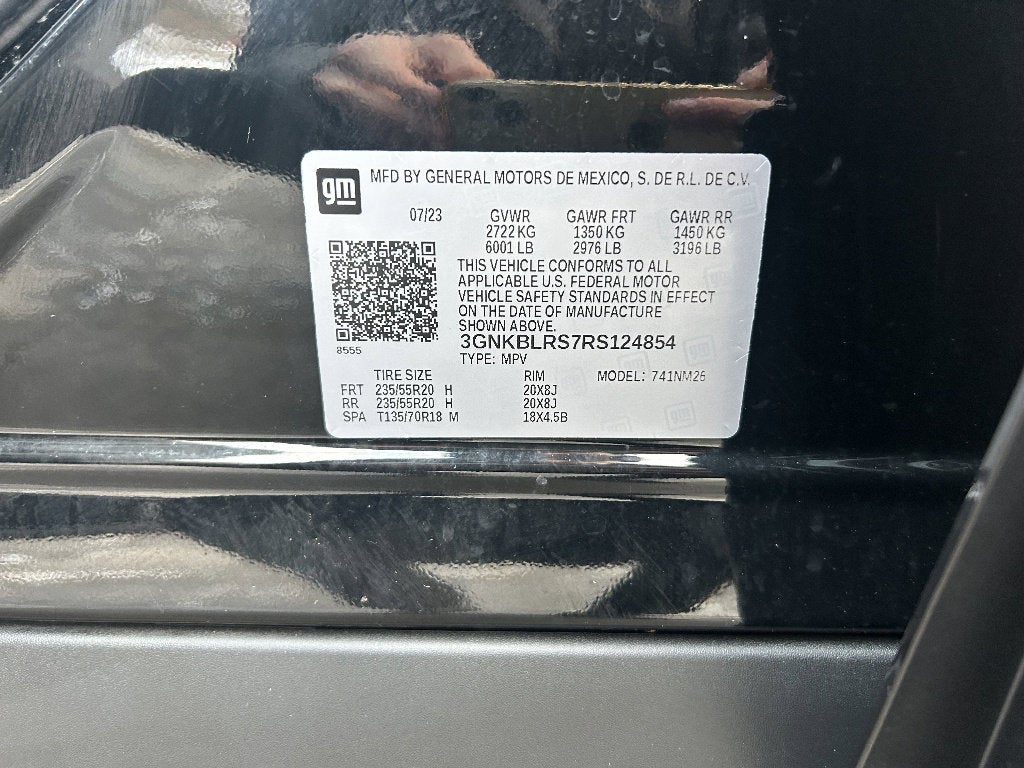 gm MFD BY GENERAL MOTORS DE MEXICO, S. DE R.L. DE C.V.
07/23 GVWR GAWR FRT GAWR RR
2722 KG 1350 KG 1450 KG
6001 LB 2976 LB 3196 LB
THIS VEHICLE CONFORMS TO ALL
APPLICABLE U.S. FEDERAL MOTOR
VEHICLE SAFETY STANDARDS IN EFFECT
ON THE DATE OF MANUFACTURE
SHOWN ABOVE.
3GNKBLRS7RS124854
8555
TYPE: MPV
TIRE SIZE RIM MODEL: 741NM26
FRT 235/55R20 H 20X8J
RR 235/55R20 H 20X8J
SPA T135/70R18 M 18X4.5B
gm